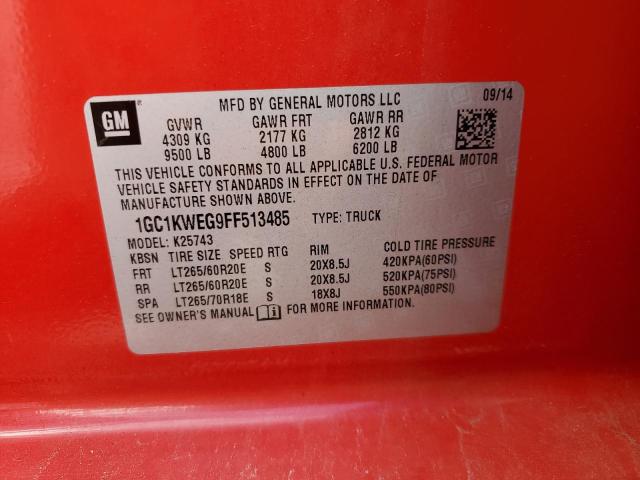 GM
MFD BY GENERAL MOTORS LLC 09/14
GVWR GAWR FRT GAWR RR
4309 KG 2177 KG 2812 KG
9500 LB 4800 LB 6200 LB
THIS VEHICLE CONFORMS TO ALL APPLICABLE U.S. FEDERAL MOTOR
VEHICLE SAFETY STANDARDS IN EFFECT ON THE DATE OF
MANUFACTURE SHOWN ABOVE.
1GC1KWEG9FF513485 TYPE: TRUCK
MODEL: K25743
KBSN TIRE SIZE SPEED RTG RIM COLD TIRE PRESSURE
FRT LT265/60R20E S 20X8.5J 420KPA(60PSI)
RR LT265/60R20E S 20X8.5J 520KPA(75PSI)
SPA LT265/70R18E S 18X8J 550KPA(80PSI)
SEE OWNER'S MANUAL FOR MORE INFORMATION.